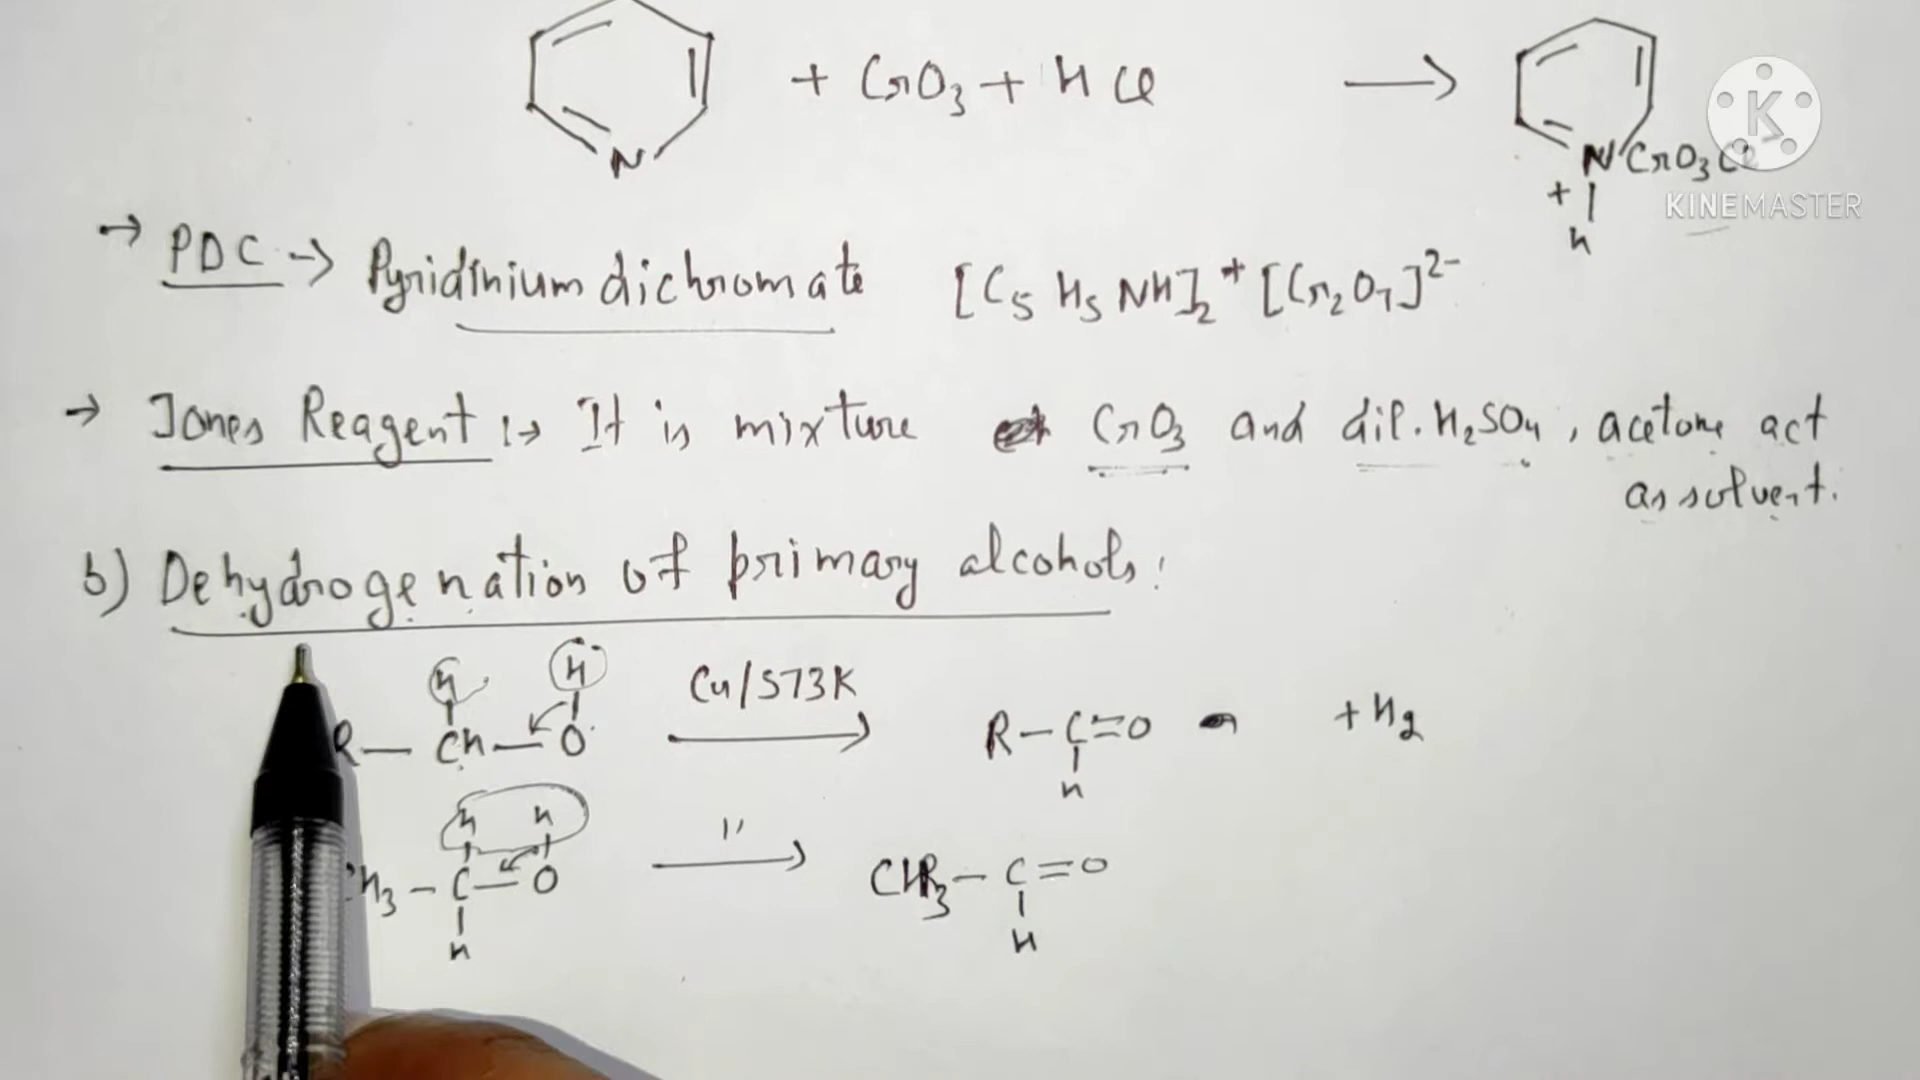 N + CrO3 + HCl → N CrO3Cl-
+ H
K
KINEMASTER
→ PDC → Pyridinium dichromate [C5H5NH]2+ [Cr2O7]2-
→ Jones Reagent :→ It is mixture CrO3 and dil. H2SO4, acetone act
as solvent.
b) Dehydrogenation of primary alcohols:
H H
R — CH — O Cu/573K → R — C = O + H2
H
H H
H3 — C — O " → CH3 — C = O
H H